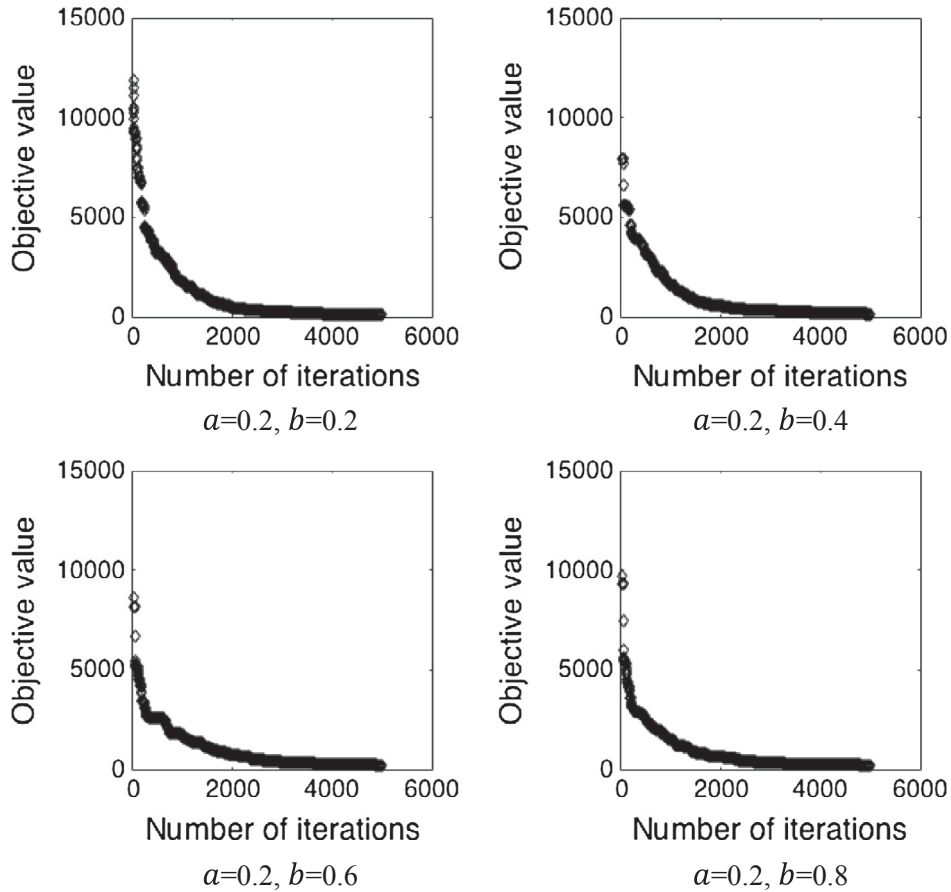 15000
10000
5000
0
Objective value
0 2000 4000 6000
Number of iterations
a=0.2, b=0.2
15000
10000
5000
0
Objective value
0 2000 4000 6000
Number of iterations
a=0.2, b=0.4
15000
10000
5000
0
Objective value
0 2000 4000 6000
Number of iterations
a=0.2, b=0.6
15000
10000
5000
0
Objective value
0 2000 4000 6000
Number of iterations
a=0.2, b=0.8